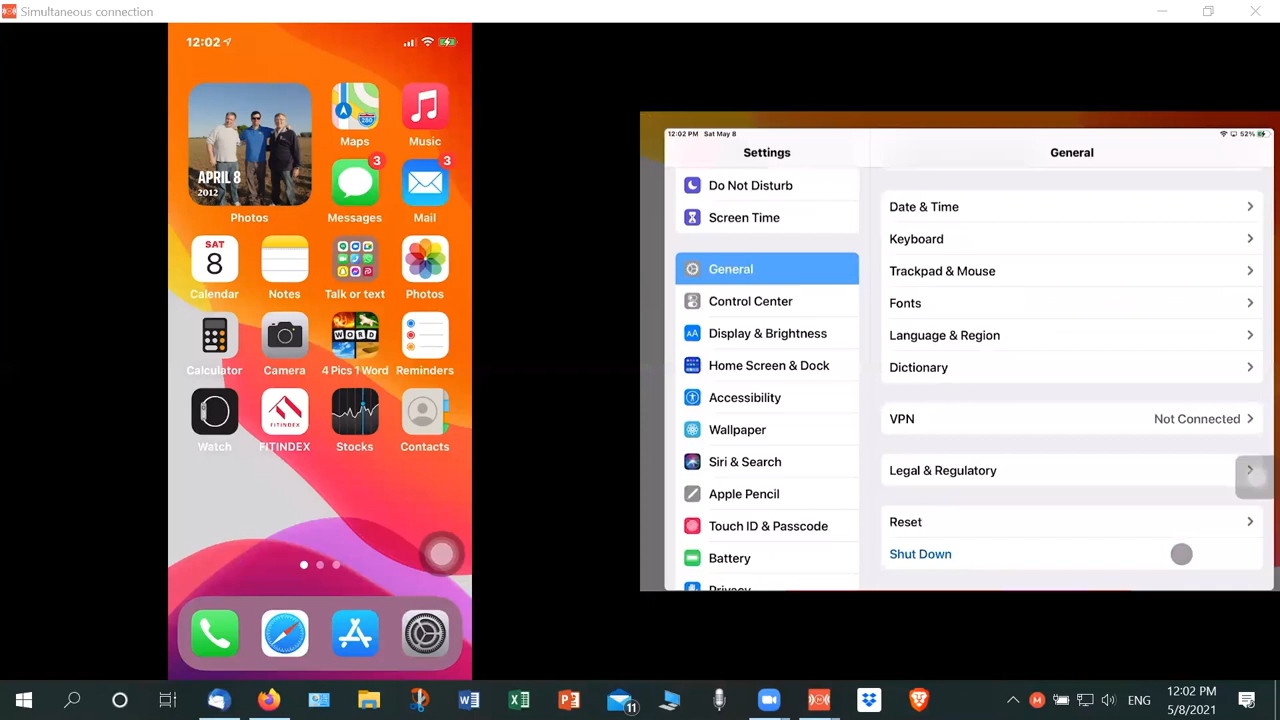 Simultaneous connection
12:02
APRIL 8
2012
Photos
Maps
Music
3
Messages
3
Mail
SAT
8
Calendar
Notes
Talk or text
Photos
WORD
Calculator
Camera
4 Pics 1 Word
Reminders
FITINDEX
Watch
FITINDEX
Stocks
Contacts
12:02 PM Sat May 8
52%
Settings
Do Not Disturb
Screen Time
General
Control Center
AA Display & Brightness
Home Screen & Dock
Accessibility
Wallpaper
Siri & Search
Apple Pencil
Touch ID & Passcode
Battery
Privacy
General
Date & Time
Keyboard
Trackpad & Mouse
Fonts
Language & Region
Dictionary
VPN Not Connected
Legal & Regulatory
Reset
Shut Down
11
ENG
12:02 PM
5/8/2021